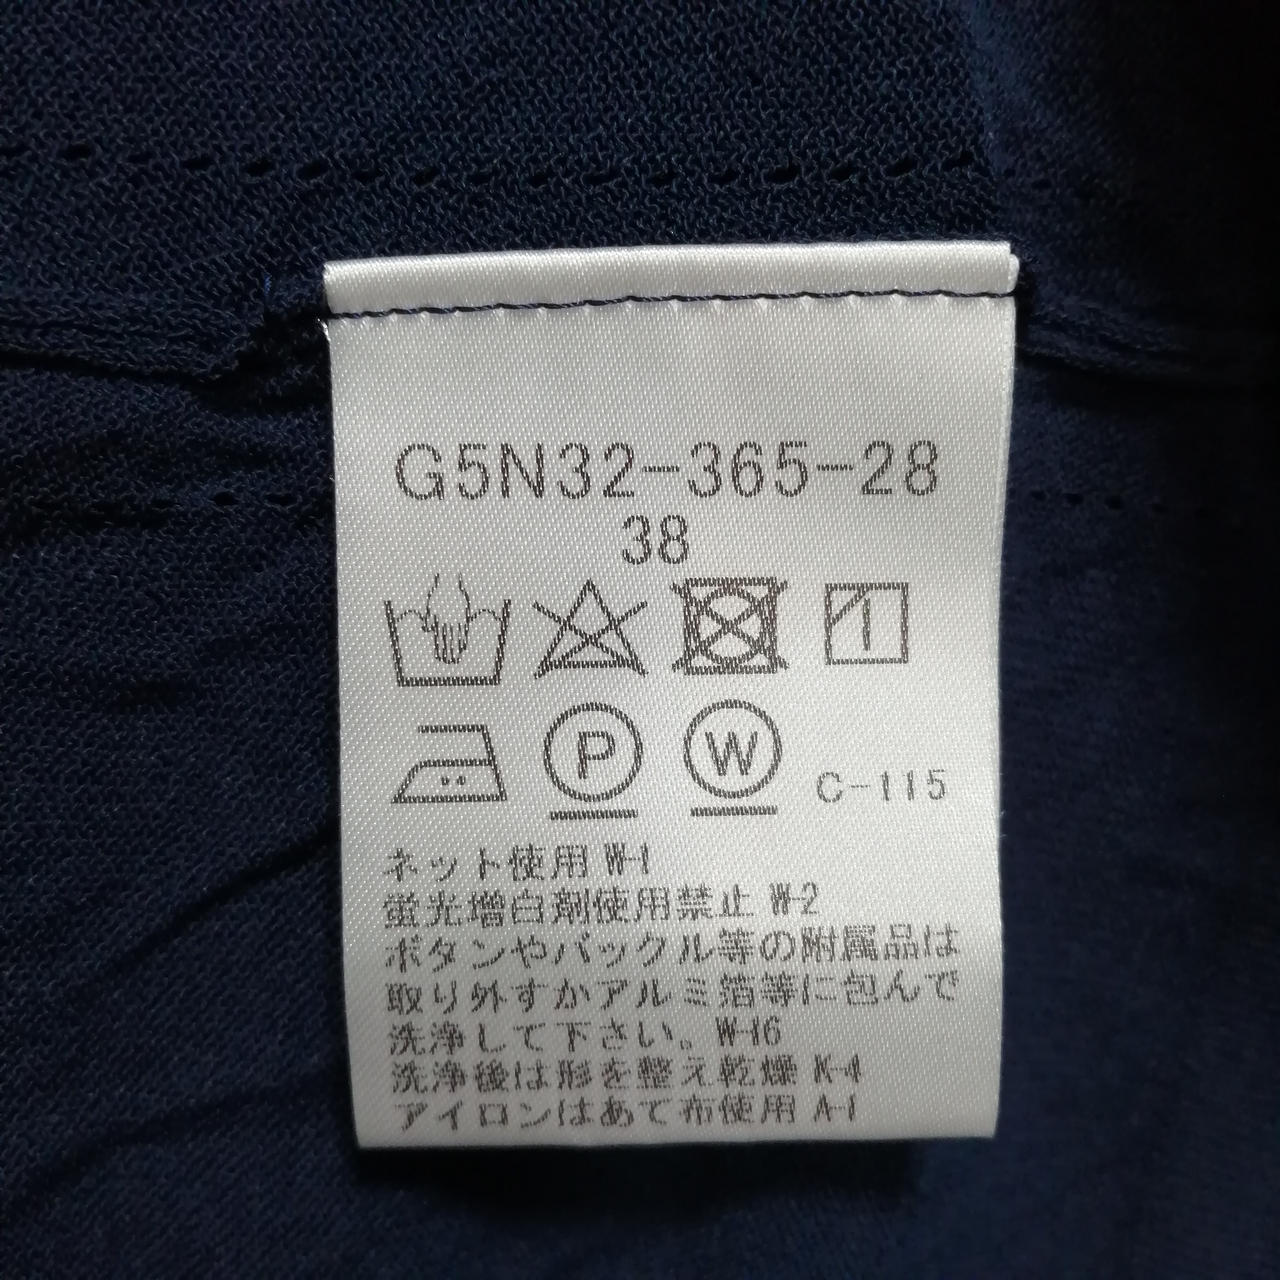 G5N32-365-28
38
P W C-115
ネット使用 W-1
蛍光増白剤使用禁止 W-2
ボタンやバックル等の附属品は
取り外すかアルミ箔等に包んで
洗浄して下さい。W-16
洗浄後は形を整え乾燥 K-4
アイロンはあて布使用 A-1